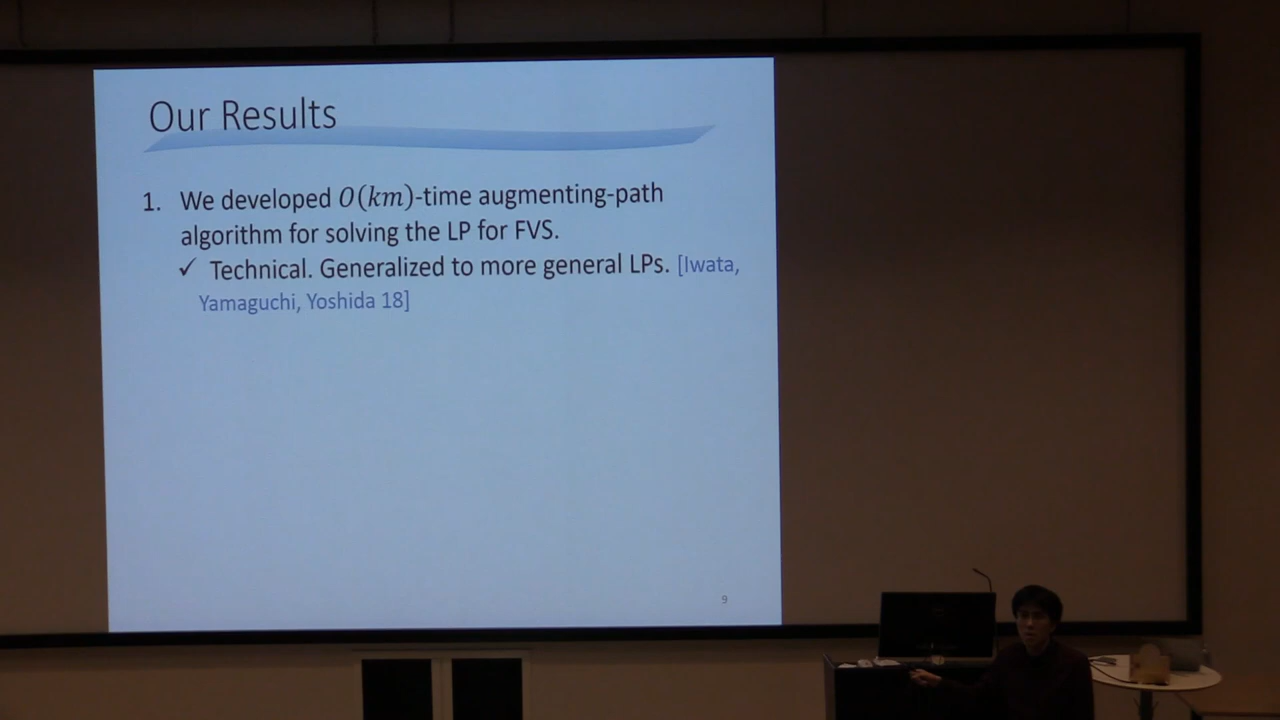 Our Results
1. We developed O(km)-time augmenting-path
algorithm for solving the LP for FVS.
✓ Technical. Generalized to more general LPs. [Iwata,
Yamaguchi, Yoshida 18]
9